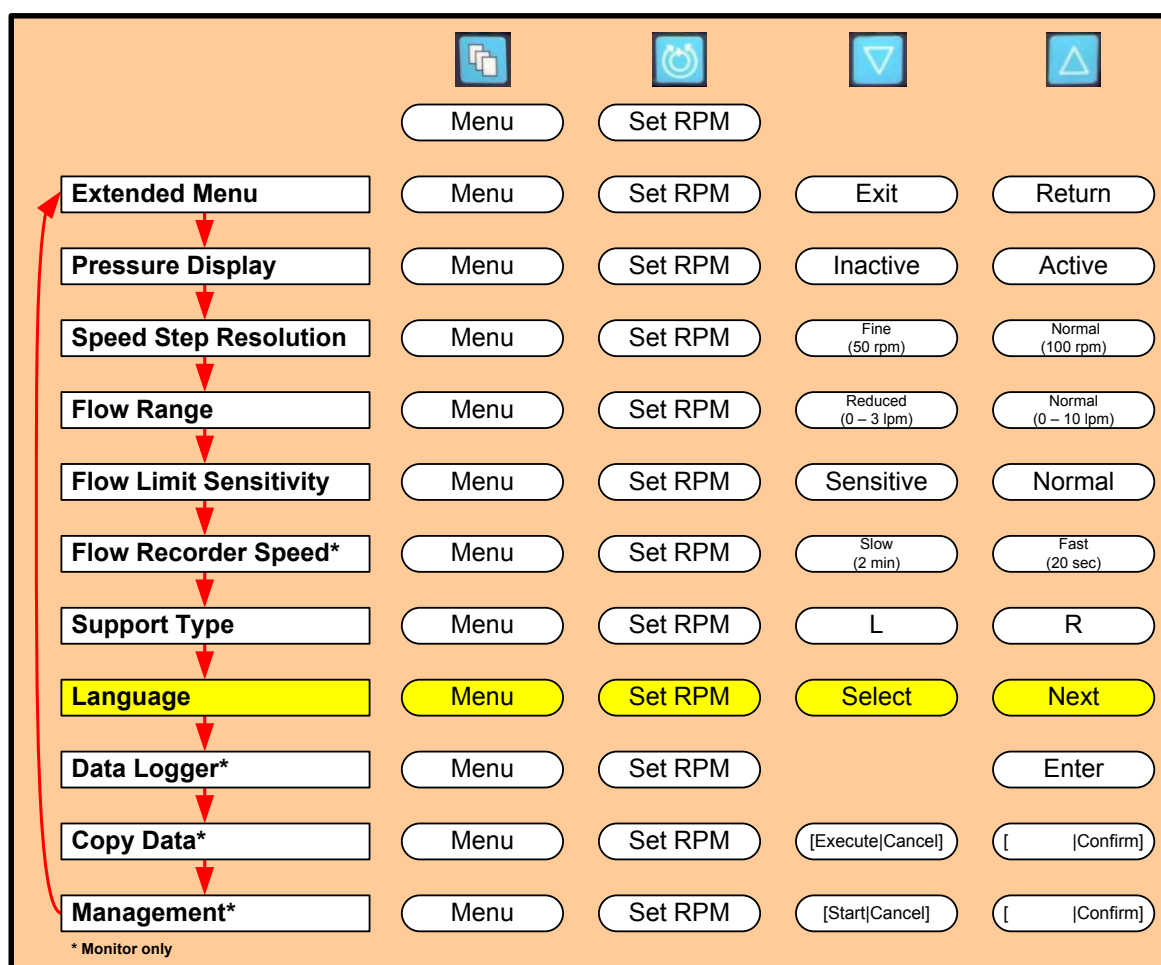 Menu Set RPM
Extended Menu Menu Set RPM Exit Return
Pressure Display Menu Set RPM Inactive Active
Speed Step Resolution Menu Set RPM Fine (50 rpm) Normal (100 rpm)
Flow Range Menu Set RPM Reduced (0 – 3 lpm) Normal (0 – 10 lpm)
Flow Limit Sensitivity Menu Set RPM Sensitive Normal
Flow Recorder Speed* Menu Set RPM Slow (2 min) Fast (20 sec)
Support Type Menu Set RPM L R
Language Menu Set RPM Select Next
Data Logger* Menu Set RPM Enter
Copy Data* Menu Set RPM [Execute|Cancel] [ |Confirm]
Management* Menu Set RPM [Start|Cancel] [ |Confirm]
* Monitor only